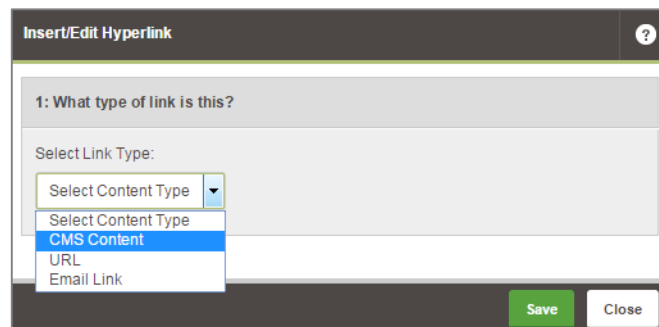 Insert/Edit Hyperlink ?
1: What type of link is this?
Select Link Type:
Select Content Type
Select Content Type
CMS Content
URL
Email Link
Save Close